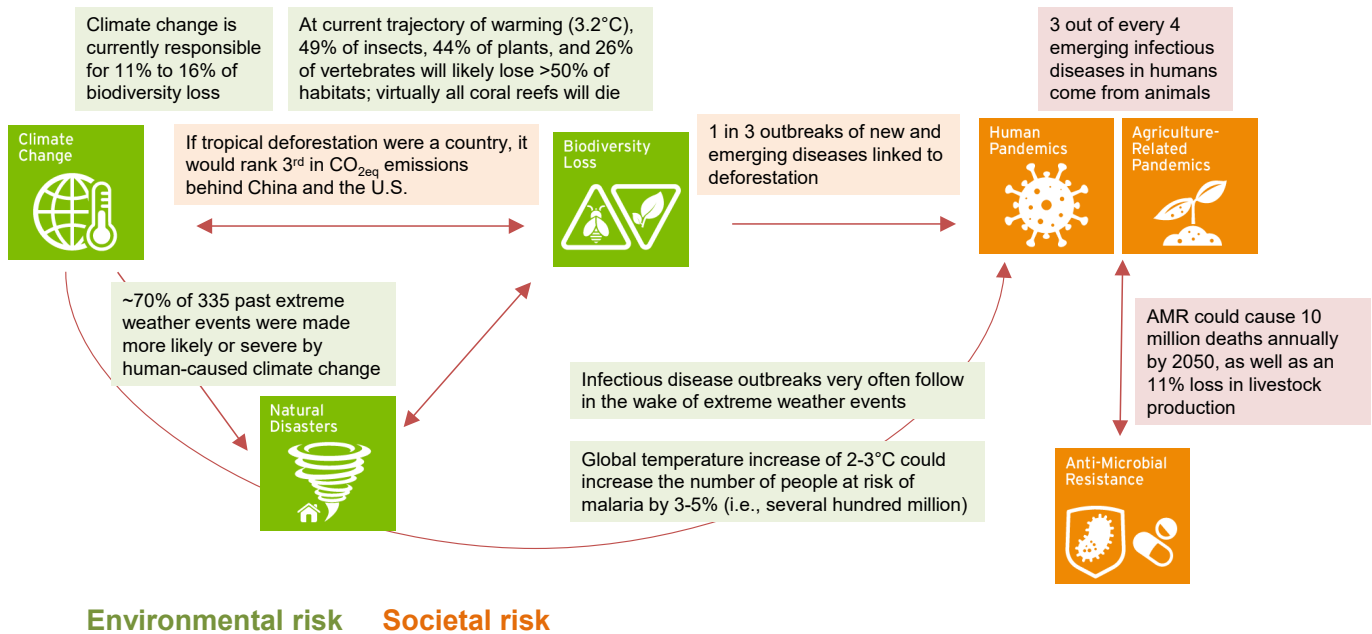 Climate change is
currently responsible
for 11% to 16% of
biodiversity loss
At current trajectory of warming (3.2°C),
49% of insects, 44% of plants, and 26%
of vertebrates will likely lose >50% of
habitats; virtually all coral reefs will die
3 out of every 4
emerging infectious
diseases in humans
come from animals
Climate
Change
If tropical deforestation were a country, it
would rank 3rd in CO2eq emissions
behind China and the U.S.
Biodiversity
Loss
1 in 3 outbreaks of new and
emerging diseases linked to
deforestation
Human
Pandemics
Agriculture-
Related
Pandemics
~70% of 335 past extreme
weather events were made
more likely or severe by
human-caused climate change
AMR could cause 10
million deaths annually
by 2050, as well as an
11% loss in livestock
production
Infectious disease outbreaks very often follow
in the wake of extreme weather events
Natural
Disasters
Global temperature increase of 2-3°C could
increase the number of people at risk of
malaria by 3-5% (i.e., several hundred million)
Anti-Microbial
Resistance
Environmental risk
Societal risk